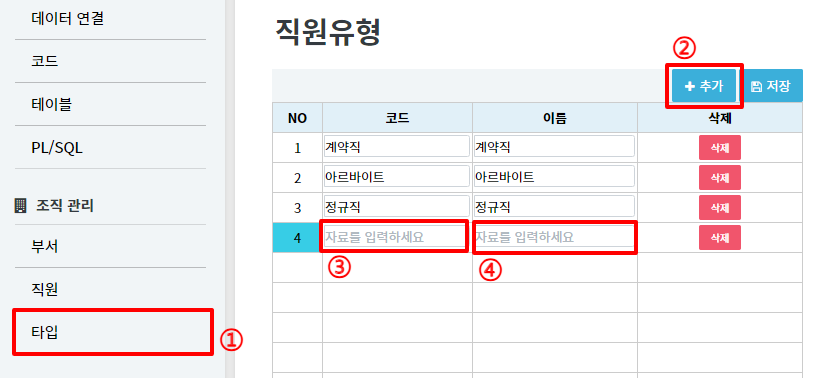 데이터 연결
코드
테이블
PL/SQL
조직 관리
부서
직원
타입
①
직원유형
②
추가 저장
NO 코드 이름 삭제
1 계약직 계약직 삭제
2 아르바이트 아르바이트 삭제
3 정규직 정규직 삭제
4 자료를 입력하세요 자료를 입력하세요 삭제
③ ④